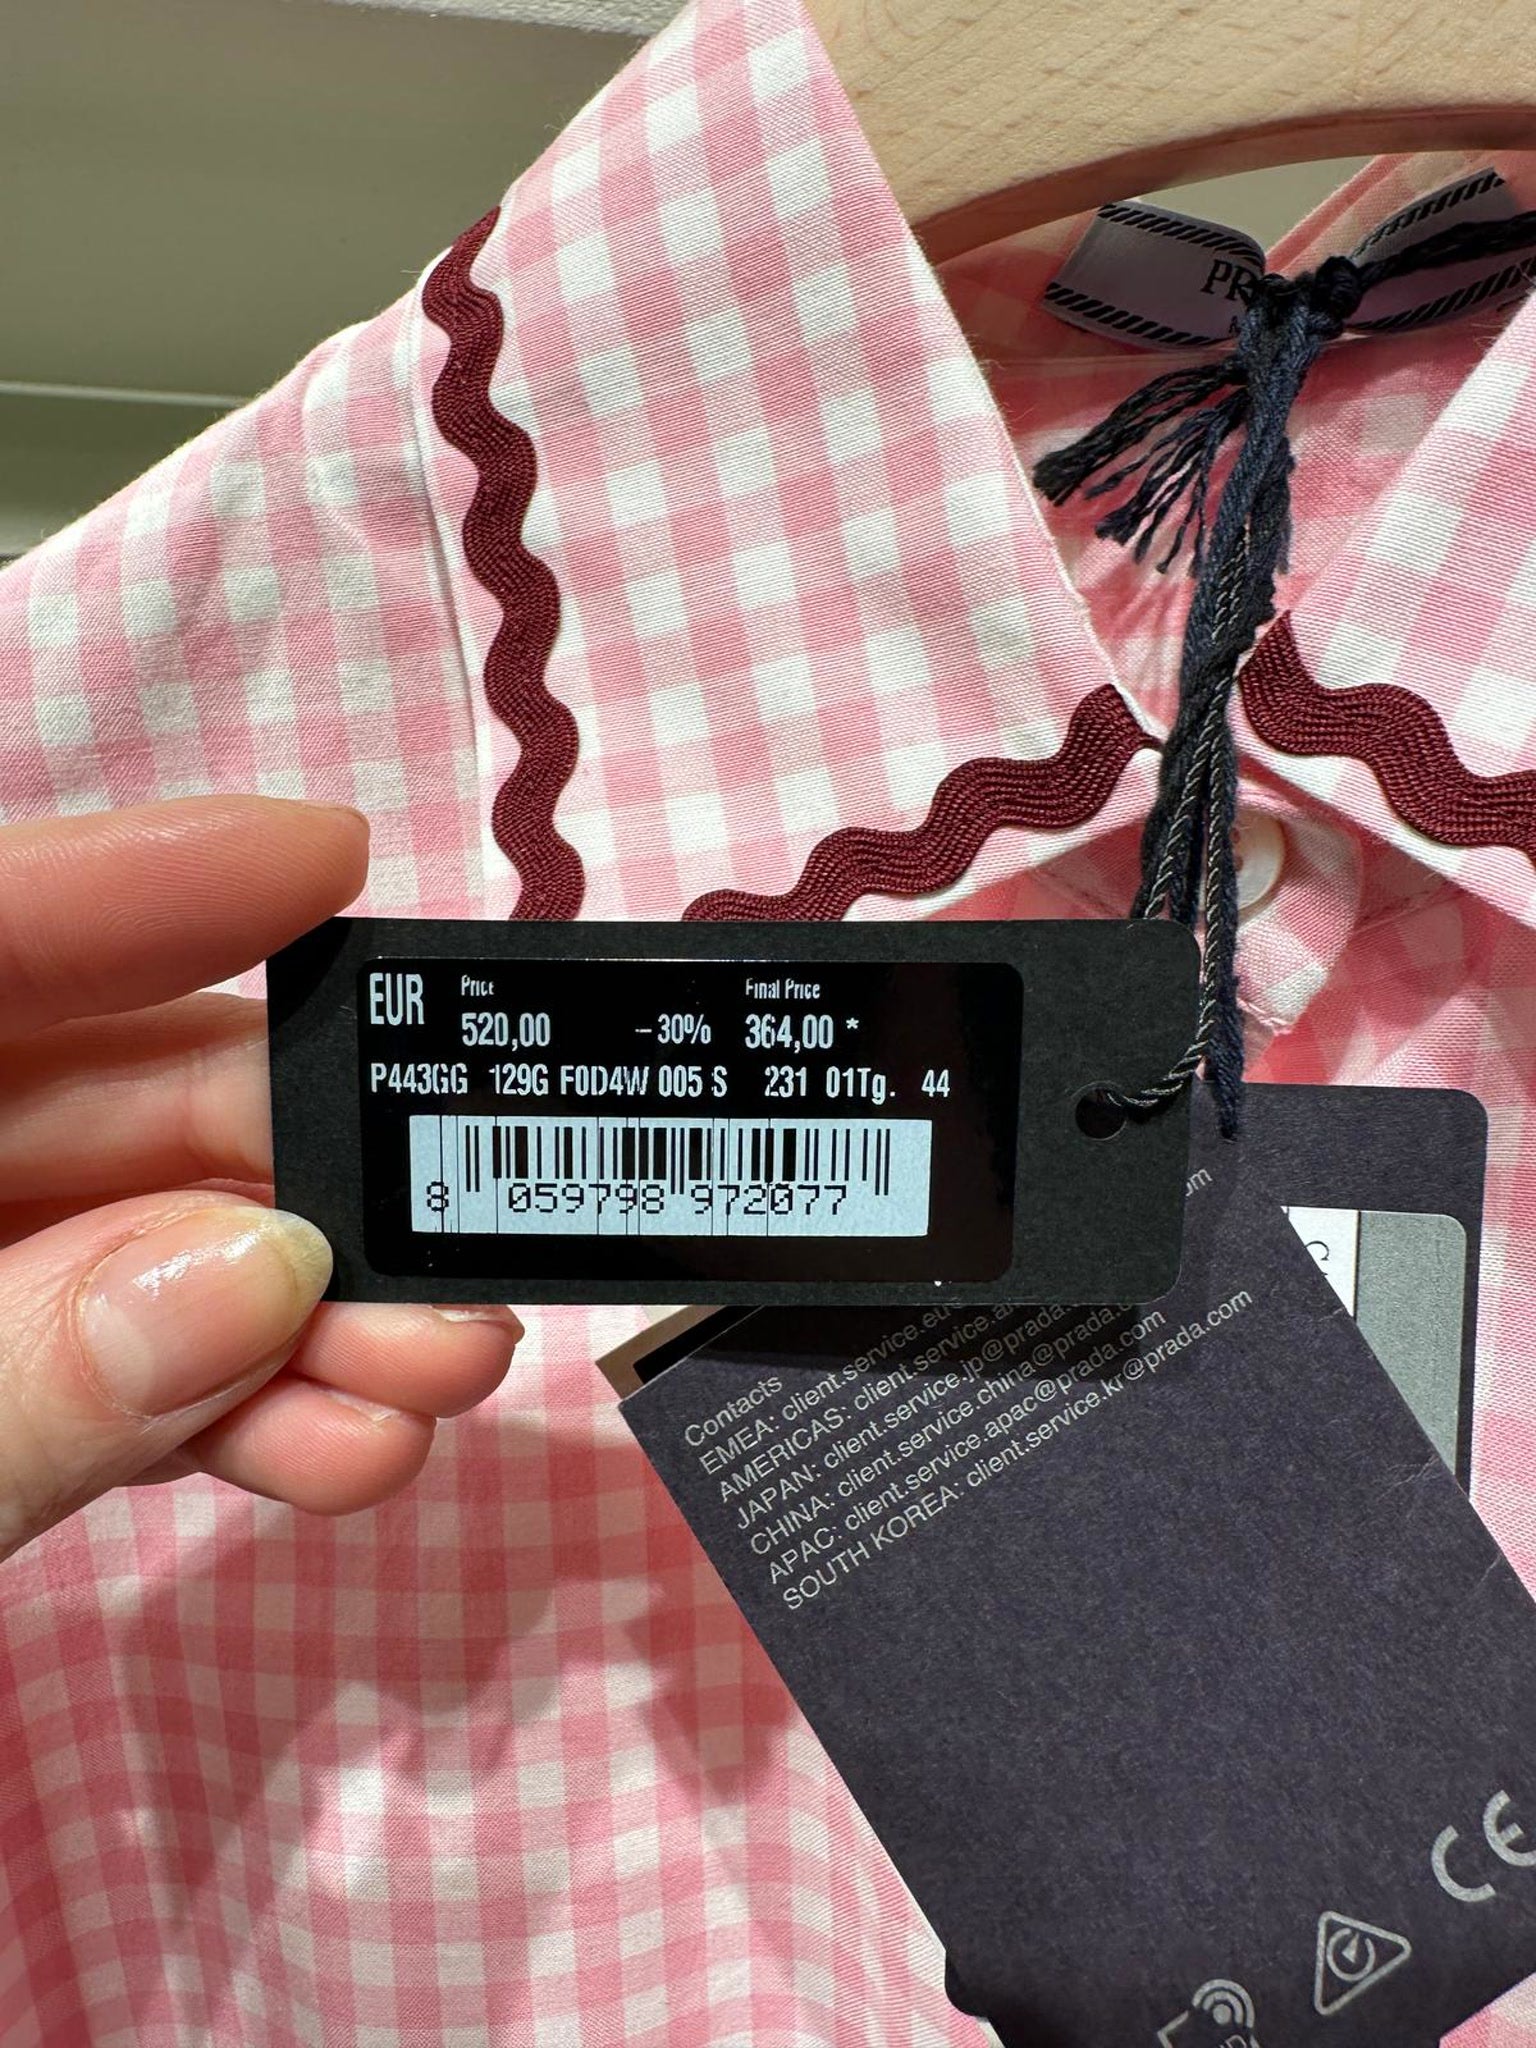 EUR Price Final Price
520,00 -30% 364,00 *
P443GG 129G F0D4W 005 S 231 01Tg. 44
8 059798 972077
Contacts
EMEA: client.service.eu
AMERICAS: client.service.a
JAPAN: client.service.jp@prada.
CHINA: client.service.china@prada.
APAC: client.service.apac@prada.com
SOUTH KOREA: client.service.kr@prada.com
CE